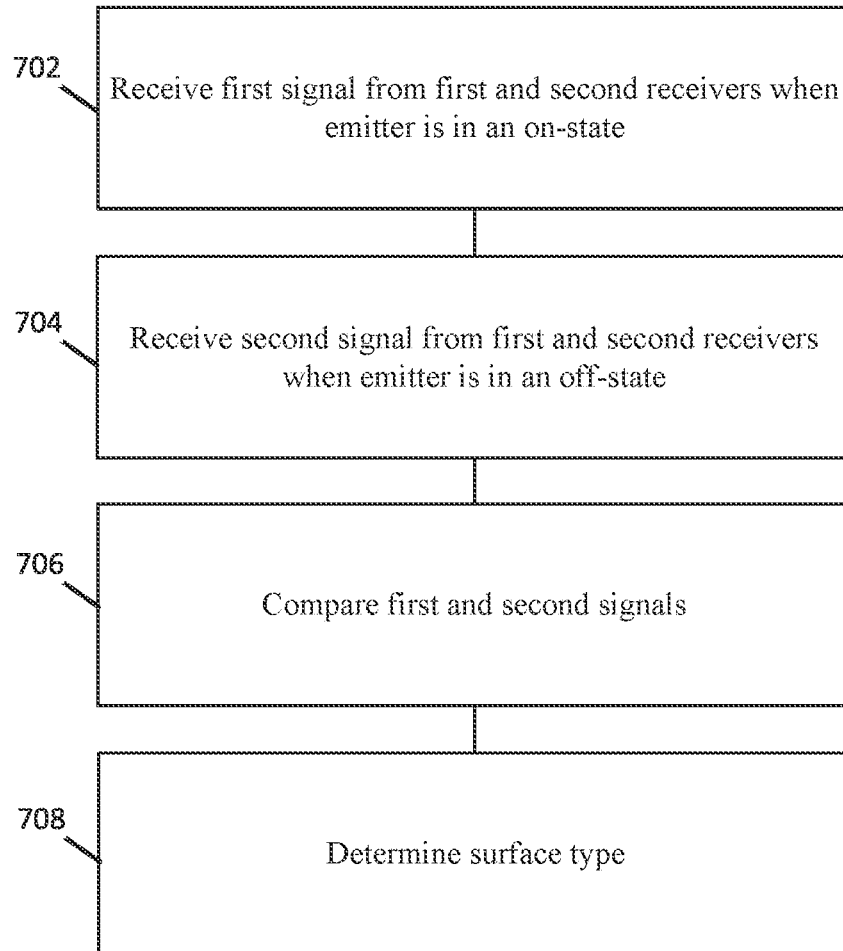 702
Receive first signal from first and second receivers when
emitter is in an on-state
704
Receive second signal from first and second receivers
when emitter is in an off-state
706
Compare first and second signals
708
Determine surface type